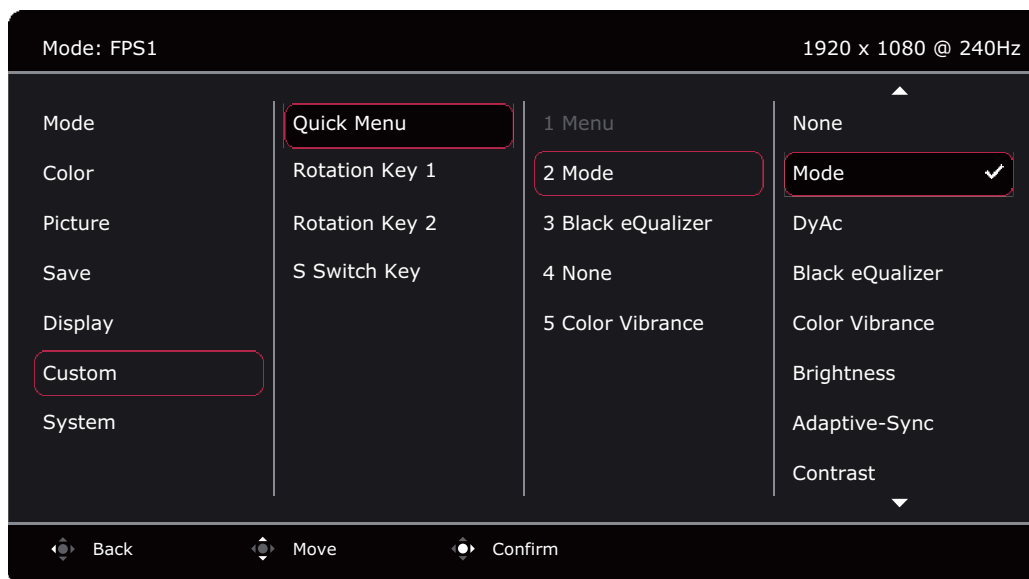 Mode: FPS1
1920 x 1080 @ 240Hz
Mode
Color
Picture
Save
Display
Custom
System
Quick Menu
Rotation Key 1
Rotation Key 2
S Switch Key
1 Menu
2 Mode
3 Black eQualizer
4 None
5 Color Vibrance
None
Mode
DyAc
Black eQualizer
Color Vibrance
Brightness
Adaptive-Sync
Contrast
Back
Move
Confirm